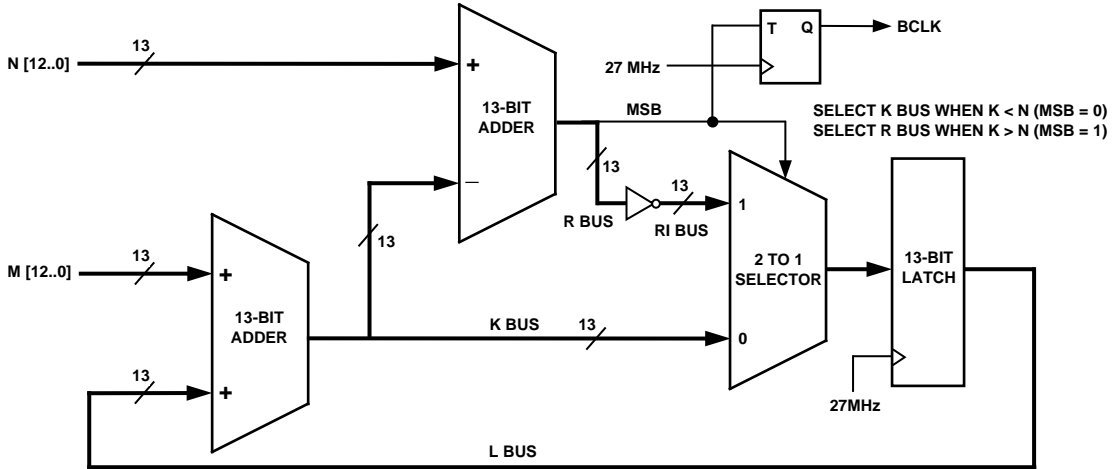 N [12..0]
13
+
–
13-BIT
ADDER
MSB
T
Q
BCLK
27 MHz
SELECT K BUS WHEN K < N (MSB = 0)
SELECT R BUS WHEN K > N (MSB = 1)
13
R BUS
13
RI BUS
1
0
2 TO 1
SELECTOR
13-BIT
LATCH
27MHz
M [12..0]
13
+
+
13-BIT
ADDER
13
K BUS
13
13
L BUS